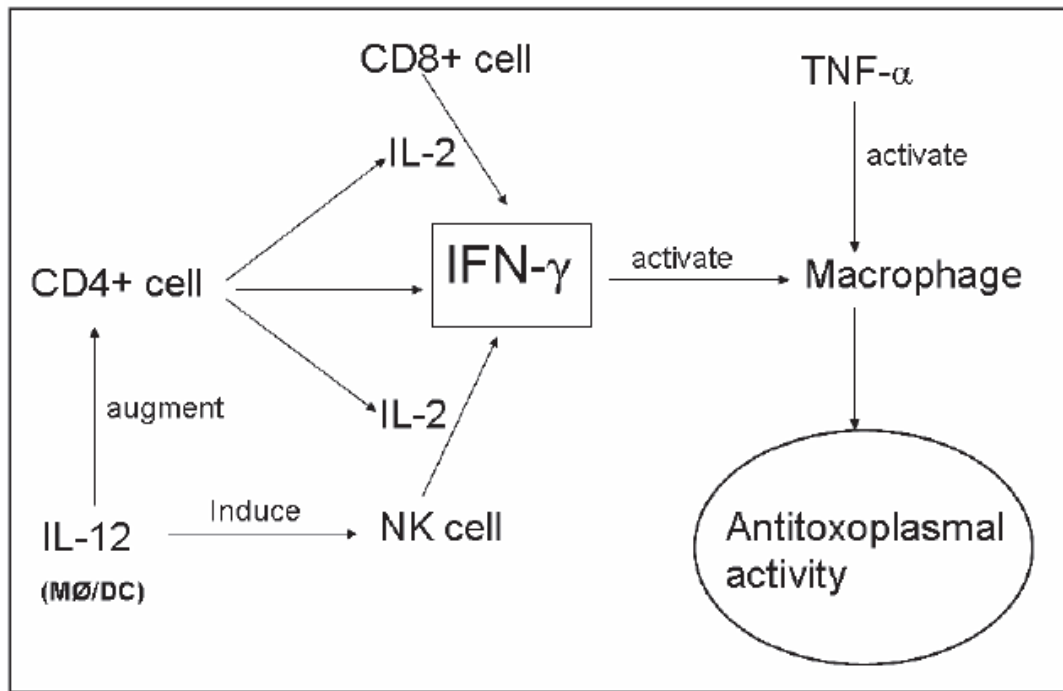 CD8+ cell
TNF-α
IL-2
activate
CD4+ cell
IFN-γ
activate
Macrophage
augment
IL-2
IL-12
Induce
NK cell
(MØ/DC)
Antitoxoplasmal
activity